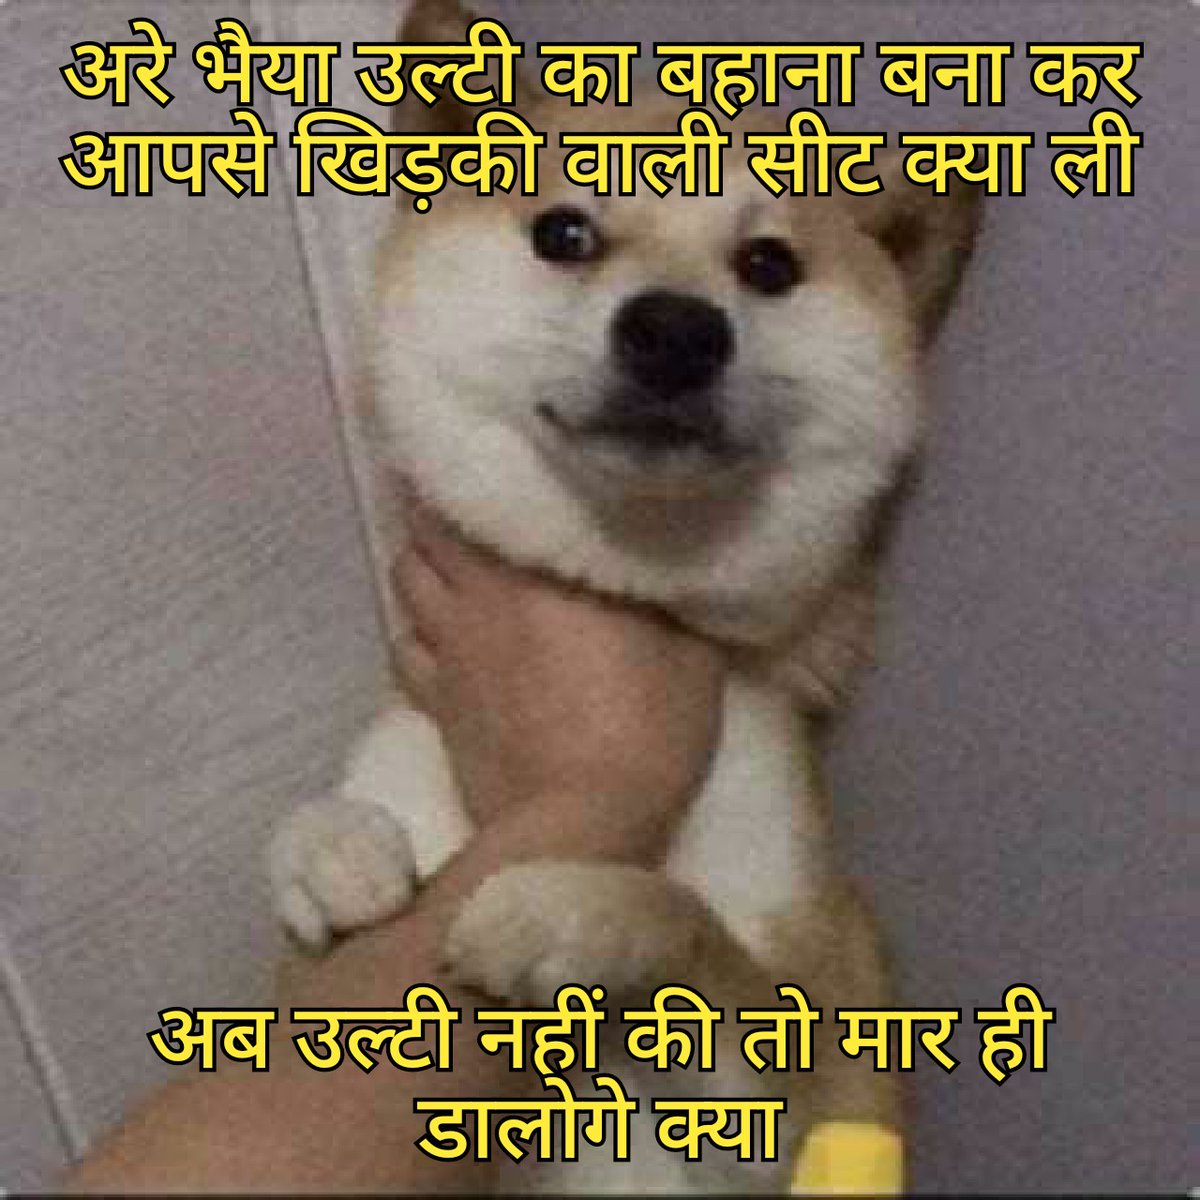 अरे भैया उल्टी का बहाना बना कर
आपसे खिड़की वाली सीट क्या ली
अब उल्टी नहीं की तो मार ही
डालोगे क्या